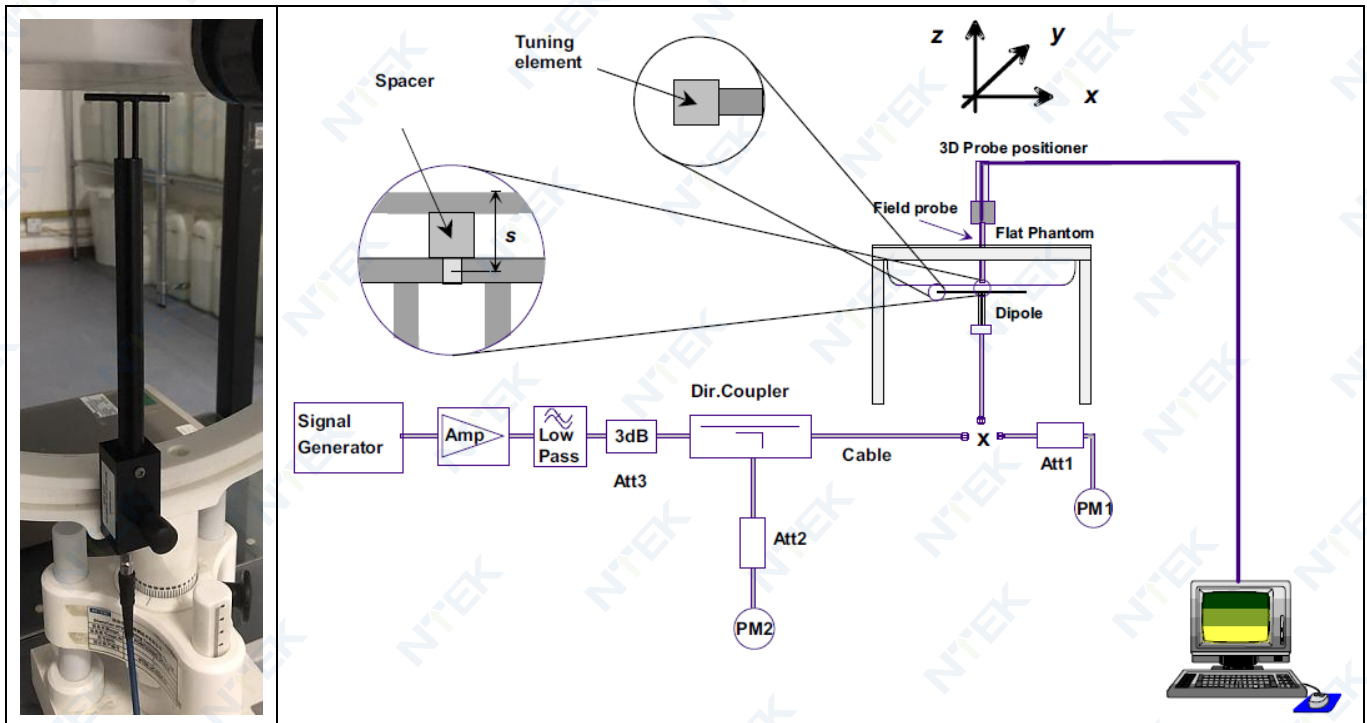 Tuning
element
Spacer
s
z
y
x
3D Probe positioner
Field probe
Flat Phantom
Dipole
Dir.Coupler
Signal
Generator
Amp
Low
Pass
3dB
Att3
Cable
x
Att1
PM1
Att2
PM2
NTEK